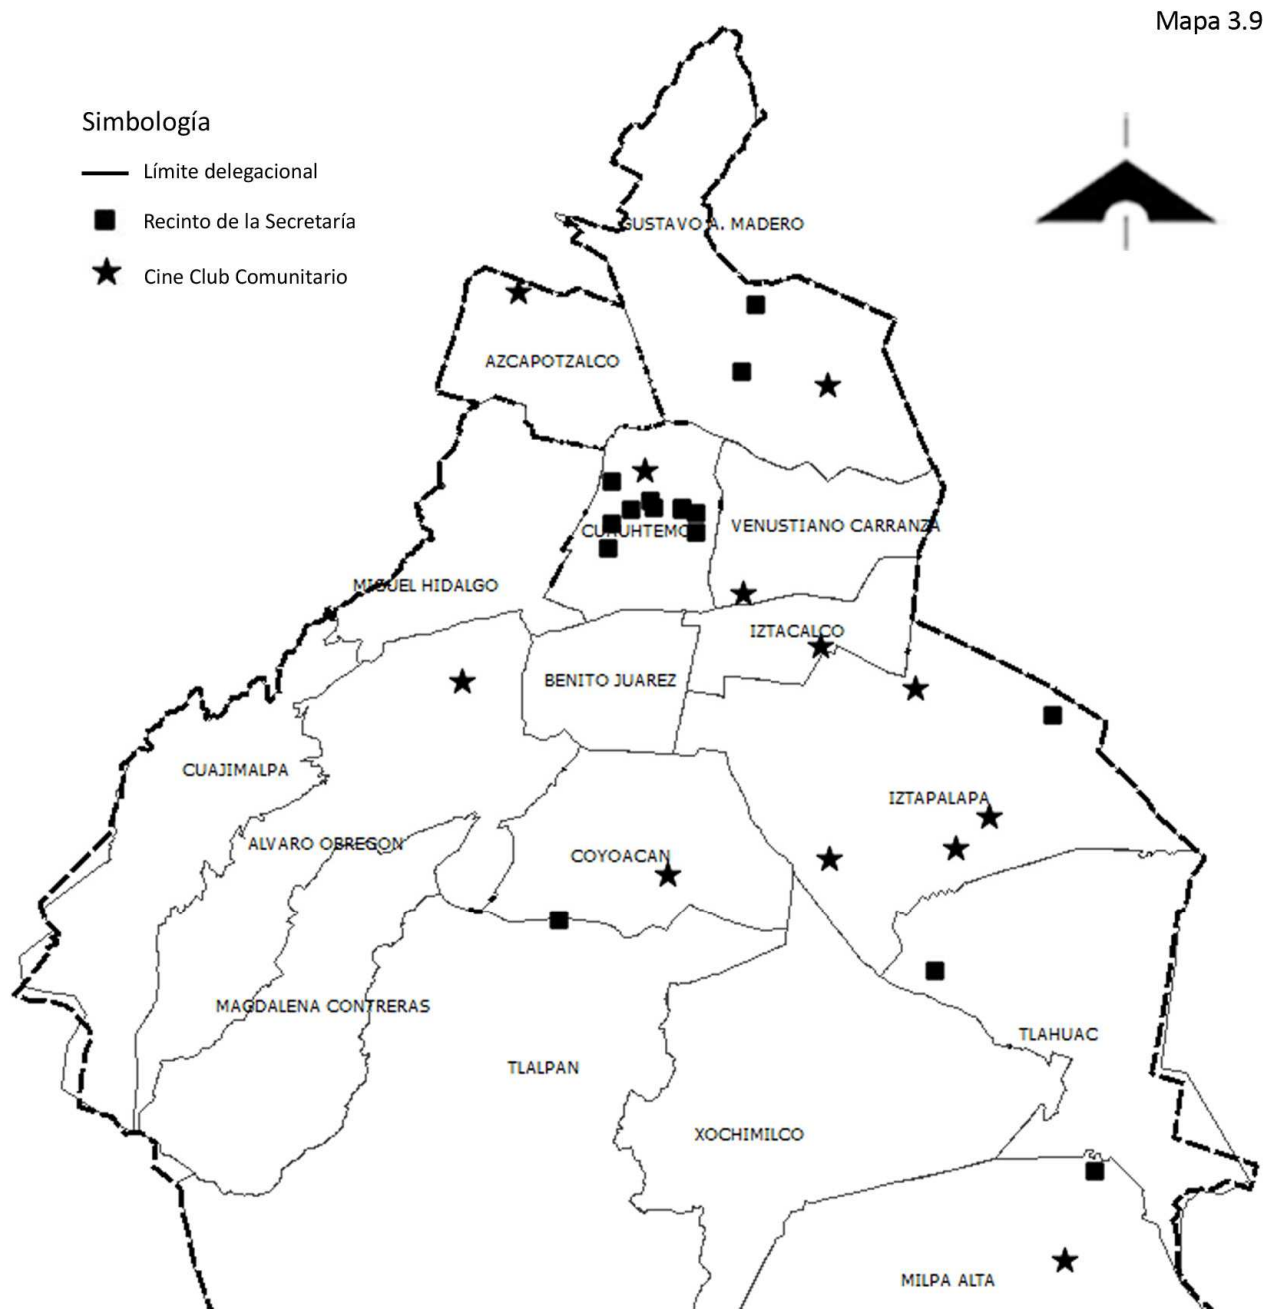 Mapa 3.9
Simbología
Límite delegacional
Recinto de la Secretaría
Cine Club Comunitario
GUSTAVO A. MADERO
AZCAPOTZALCO
CUAUHTEMOC
VENUSTIANO CARRANZA
MIGUEL HIDALGO
IZTACALCO
BENITO JUAREZ
CUAJIMALPA
IZTAPALAPA
ALVARO OBREGON
COYOACAN
MAGDALENA CONTRERAS
TLAHUAC
TLALPAN
XOCHIMILCO
MILPA ALTA